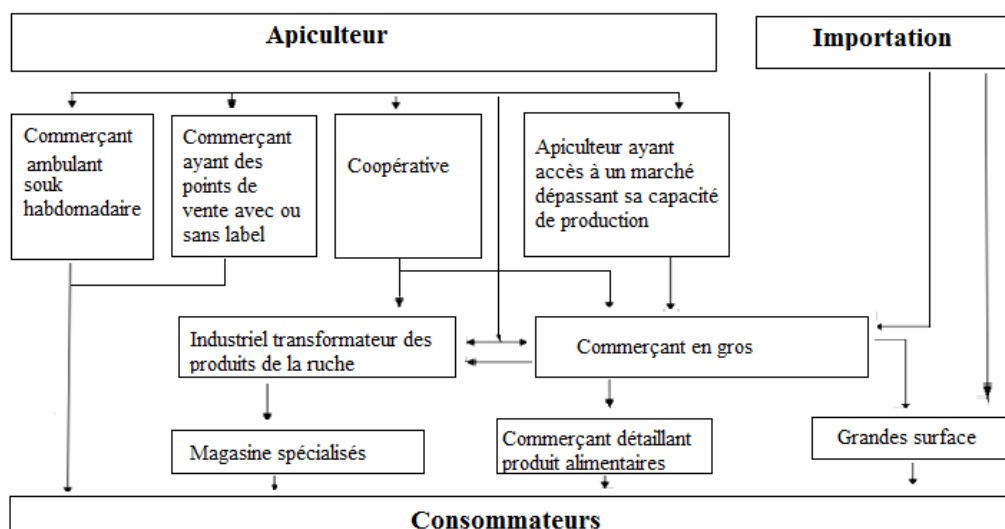 Apiculteur
Importation
Commerçant
ambulant
souk
habdomadaire
Commerçant
ayant des
points de
vente avec ou
sans label
Coopérative
Apiculteur ayant
accès à un marché
dépassant sa capacité
de production
Industriel transformateur des
produits de la ruche
Commerçant en gros
Magasine spécialisés
Commerçant détaillant
produit alimentaires
Grandes surface
Consommateurs